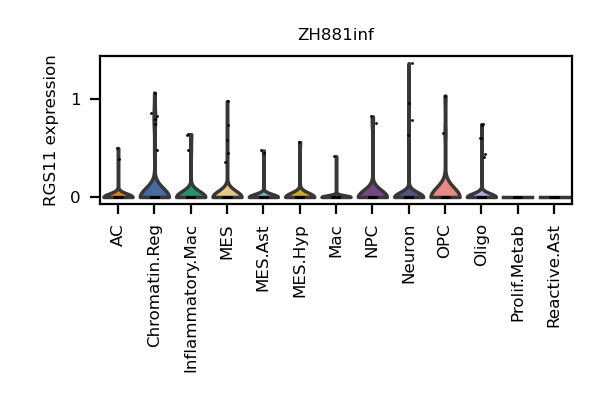 ZH881inf
RGS11 expression
1
0
AC
Chromatin.Reg
Inflammatory.Mac
MES
MES.Ast
MES.Hyp
Mac
NPC
Neuron
OPC
Oligo
Prolif.Metab
Reactive.Ast